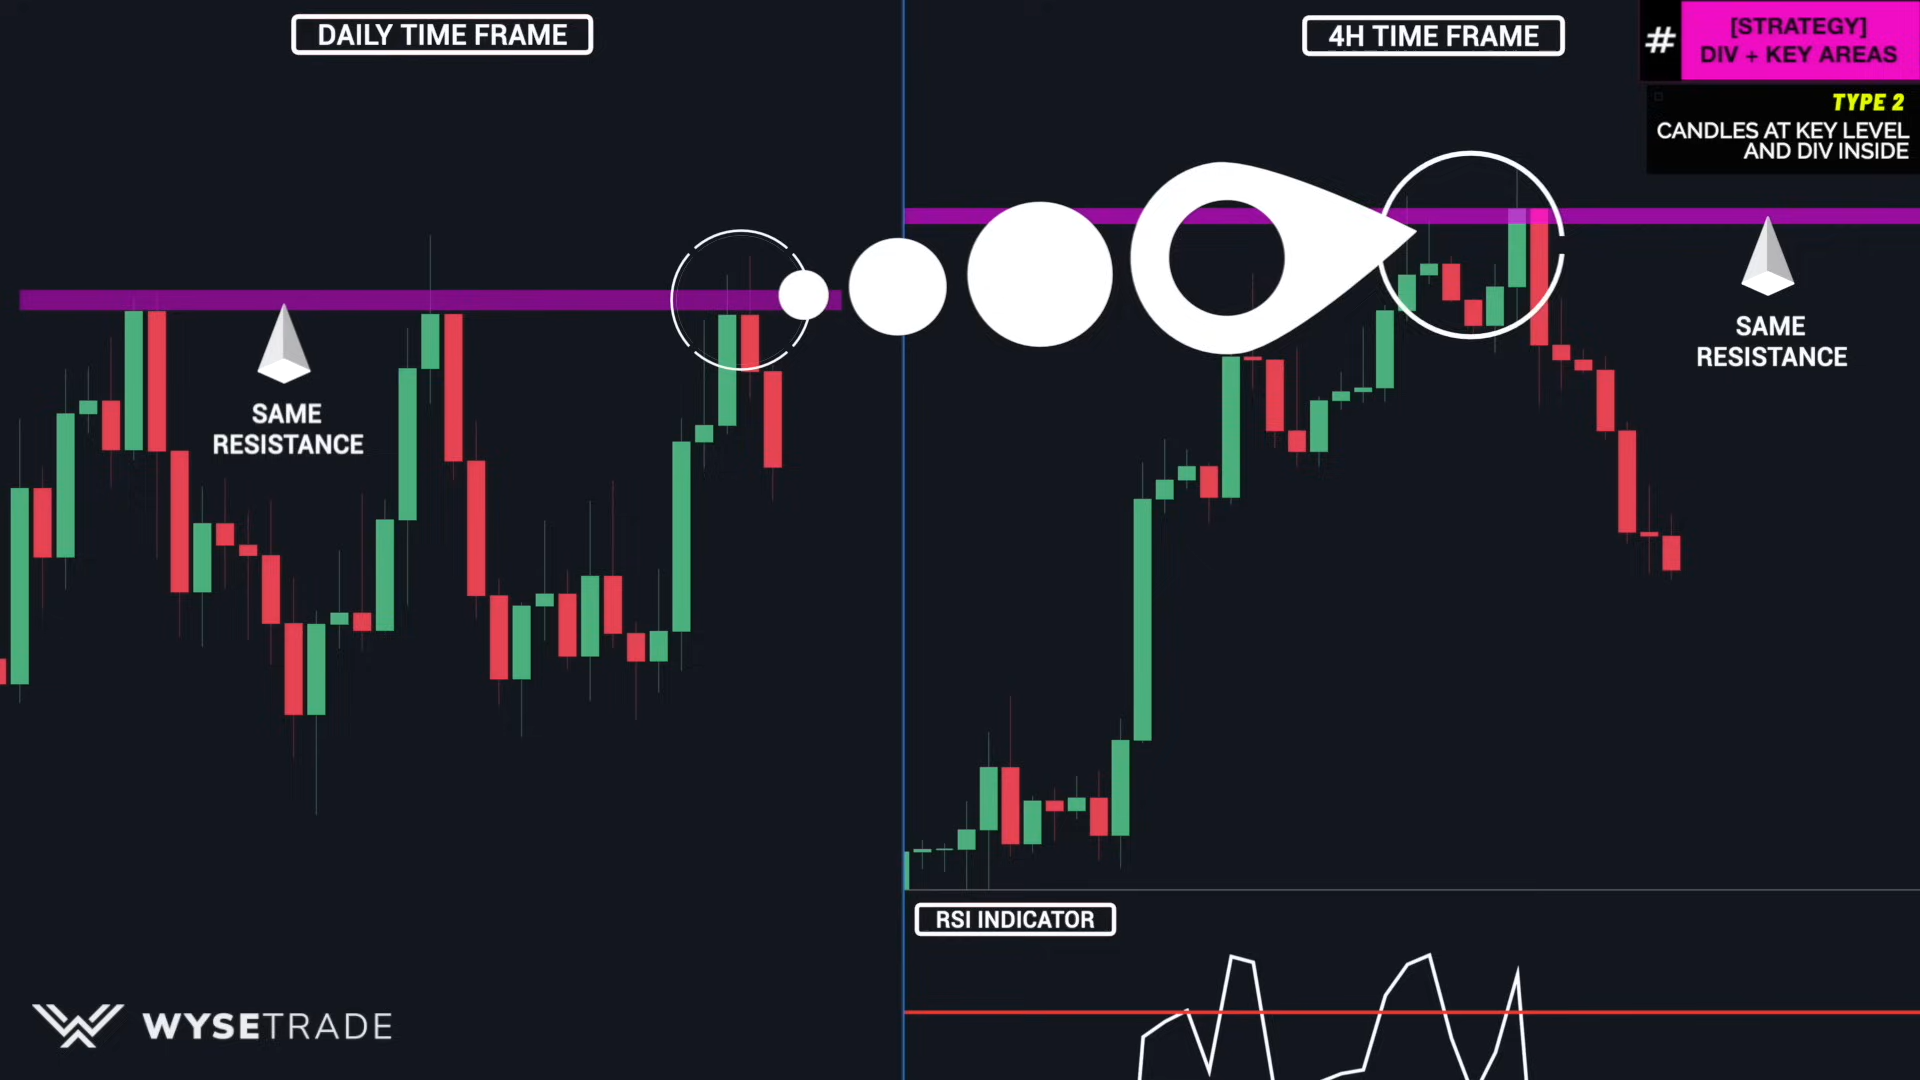 DAILY TIME FRAME
4H TIME FRAME
#
[STRATEGY]
DIV + KEY AREAS
TYPE 2
CANDLES AT KEY LEVEL
AND DIV INSIDE
SAME
RESISTANCE
SAME
RESISTANCE
RSI INDICATOR
WYSETRADE